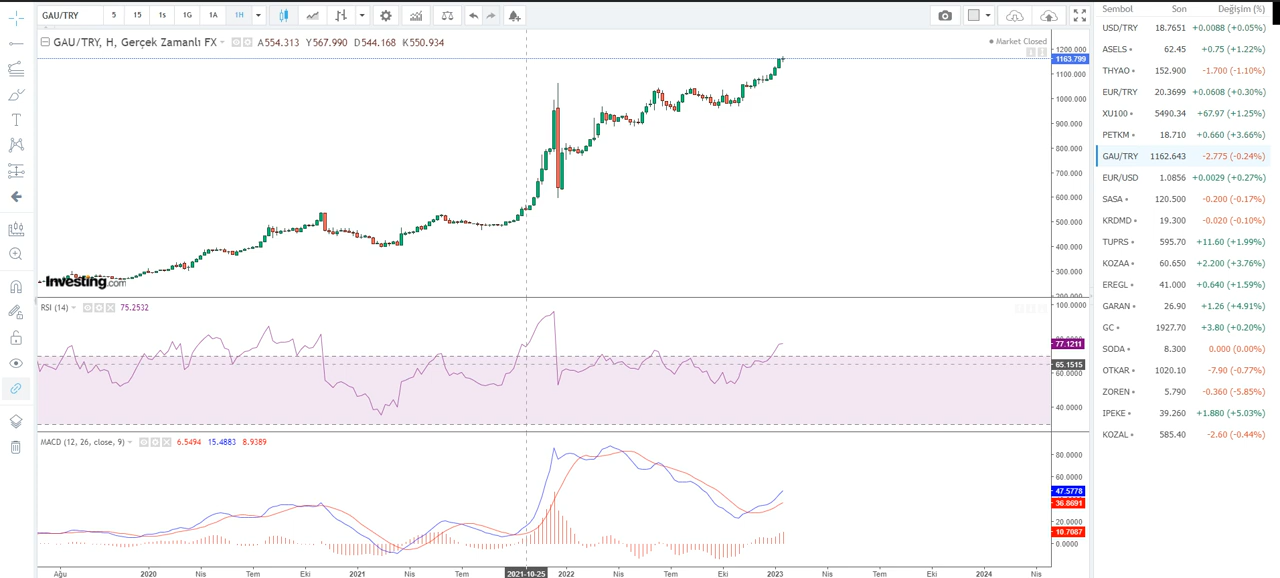 GAU/TRY 5 15 1s 1G 1A 1H
GAU/TRY, H, Gerçek Zamanlı FX A554.313 Y567.990 D544.168 K550.934
Market Closed
1200.000
1163.799
1100.000
1000.000
900.000
800.000
700.000
600.000
500.000
400.000
300.000
200.000
Investing.com
RSI (14) 75.2532
100.0000
77.1211
65.1515
60.0000
40.0000
MACD (12, 26, close, 9) 6.5494 15.4883 8.9389
80.0000
60.0000
47.5778
36.8691
20.0000
10.7087
0.0000
Ağu 2020 Nis Tem Eki 2021 Nis Tem 2021-10-25 2022 Nis Tem Eki 2023 Nis Tem Eki 2024 Nis
Sembol Son Değişim (%)
USD/TRY 18.7651 +0.0088 (+0.05%)
ASELS 62.45 +0.75 (+1.22%)
THYAO 152.900 -1.700 (-1.10%)
EUR/TRY 20.3699 +0.0608 (+0.30%)
XU100 5490.34 +67.97 (+1.25%)
PETKM 18.710 +0.660 (+3.66%)
GAU/TRY 1162.643 -2.775 (-0.24%)
EUR/USD 1.0856 +0.0029 (+0.27%)
SASA 120.500 -0.200 (-0.17%)
KRDMD 19.300 -0.020 (-0.10%)
TUPRS 595.70 +11.60 (+1.99%)
KOZAA 60.650 +2.200 (+3.76%)
EREGL 41.000 +0.640 (+1.59%)
GARAN 26.90 +1.26 (+4.91%)
GC 1927.70 +3.80 (+0.20%)
SODA 8.300 0.000 (0.00%)
OTKAR 1020.10 -7.90 (-0.77%)
ZOREN 5.790 -0.360 (-5.85%)
IPEKE 39.260 +1.880 (+5.03%)
KOZAL 585.40 -2.60 (-0.44%)